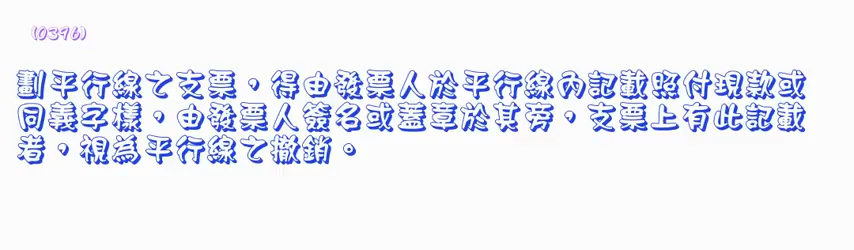 (0396)
劃平行線之支票，得由發票人於平行線內記載照付現款或
同義字樣，由發票人簽名或蓋章於其旁，支票上有此記載
者，視為平行線之撤銷。